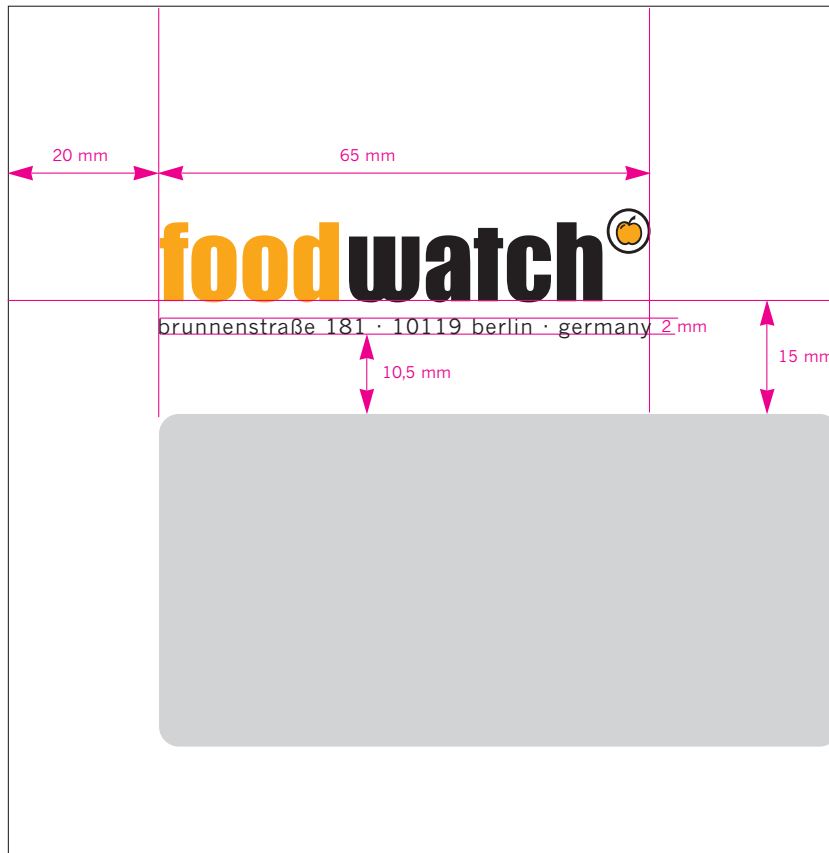 20 mm 65 mm
foodwatch
brunnenstraße 181 · 10119 berlin · germany 2 mm
15 mm
10,5 mm